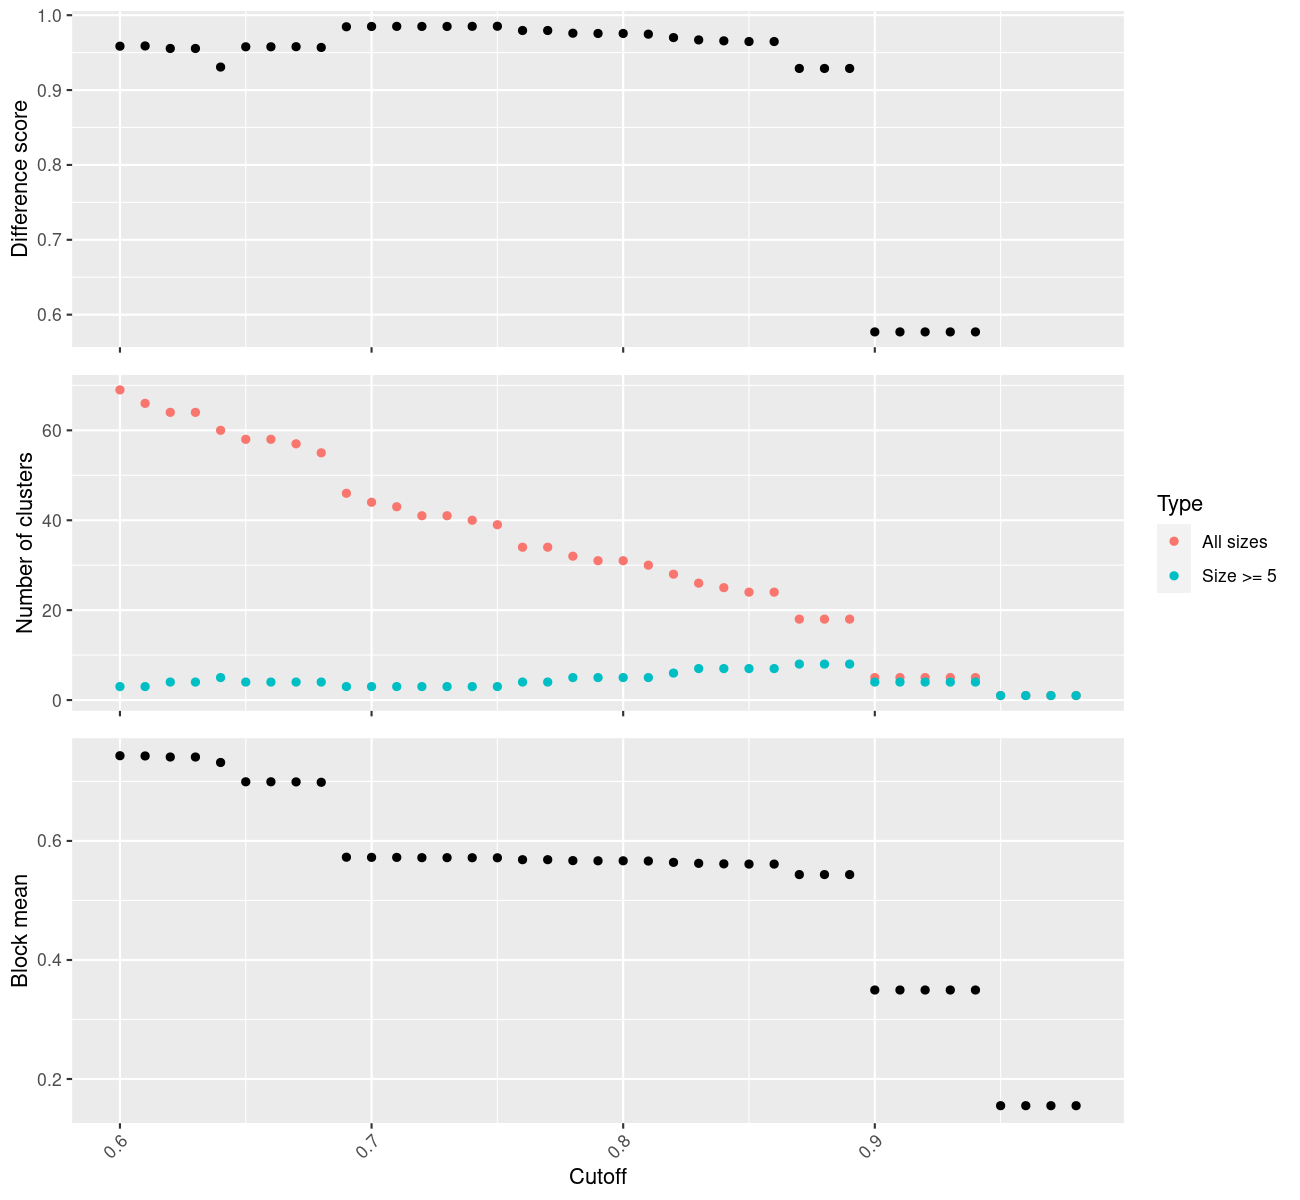 1.0
0.9
0.8
0.7
0.6
Difference score
60
40
20
0
Number of clusters
Type
All sizes
Size >= 5
0.6
0.4
0.2
Block mean
0.6
0.7
0.8
0.9
Cutoff